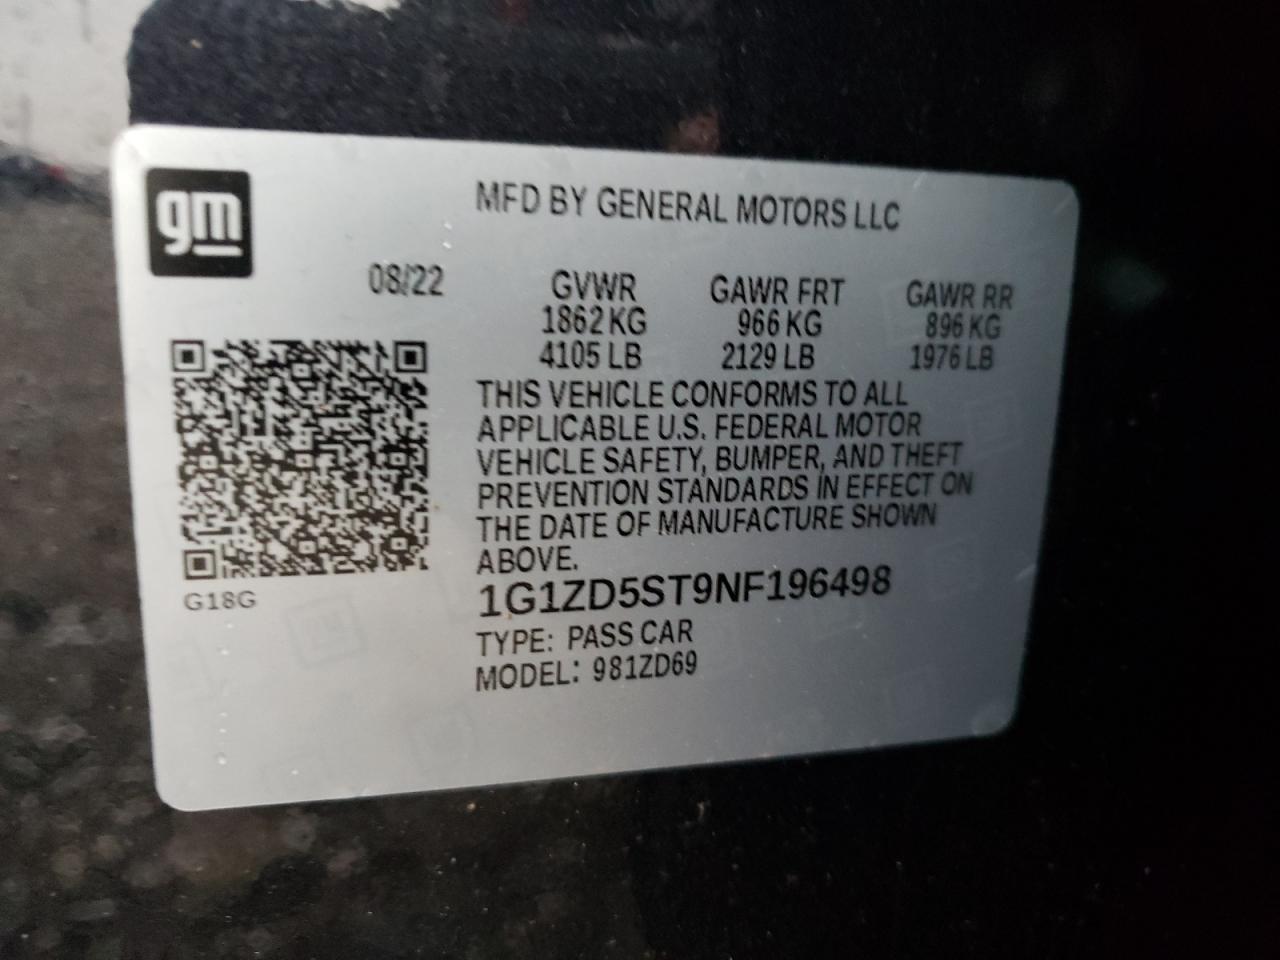 gm
MFD BY GENERAL MOTORS LLC
08/22 GVWR GAWR FRT GAWR RR
1862 KG 966 KG 896 KG
4105 LB 2129 LB 1976 LB
THIS VEHICLE CONFORMS TO ALL
APPLICABLE U.S. FEDERAL MOTOR
VEHICLE SAFETY, BUMPER, AND THEFT
PREVENTION STANDARDS IN EFFECT ON
THE DATE OF MANUFACTURE SHOWN
ABOVE.
G18G
1G1ZD5ST9NF196498
TYPE: PASS CAR
MODEL: 981ZD69